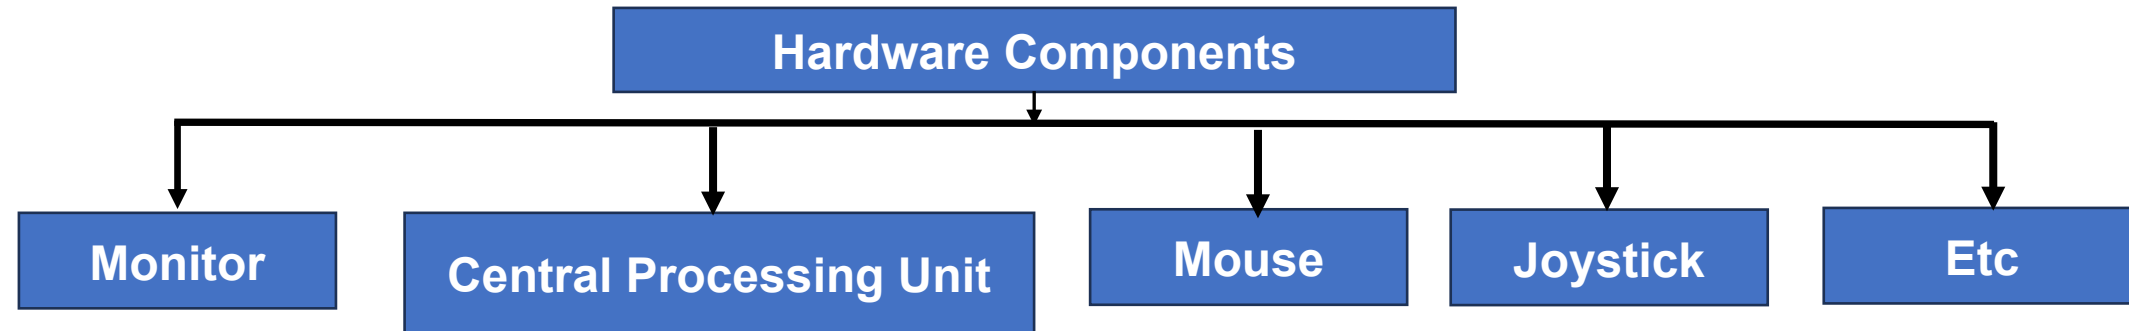 Hardware Components
Monitor
Central Processing Unit
Mouse
Joystick
Etc